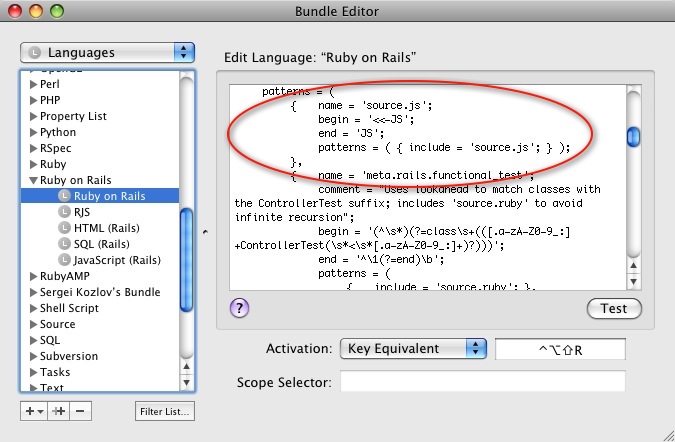 Bundle Editor
Languages
Perl
PHP
Property List
Python
RSpec
Ruby
Ruby on Rails
L Ruby on Rails
L RJS
L HTML (Rails)
L SQL (Rails)
L JavaScript (Rails)
RubyAMP
Sergei Kozlov's Bundle
Shell Script
Source
SQL
Subversion
Tasks
Text
Filter List...
Edit Language: “Ruby on Rails”
patterns = (
{ name = 'source.js';
begin = '<<-JS';
end = 'JS';
patterns = ( { include = 'source.js'; } );
},
{ name = 'meta.rails.functional_test';
comment = "Uses lookahead to match classes with
the ControllerTest suffix; includes 'source.ruby' to avoid
infinite recursion";
begin = '(^\s*)(?=class\s+(([.a-zA-Z0-9_:]
+ControllerTest(\s*<\s*[.a-zA-Z0-9_:]+)?)))';
end = '^\1(?=end)\b';
patterns = (
{ include = 'source.ruby'; },
? Test
Activation: Key Equivalent ^⌥⇧R
Scope Selector: